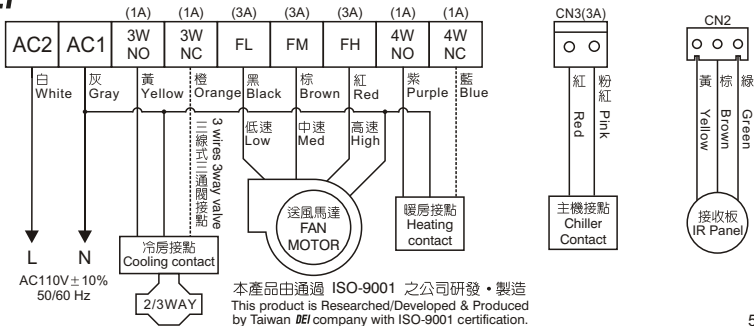 DEI
(1A) (1A) (3A) (3A) (3A) (1A) (1A)
AC2 AC1 3W NO 3W NC FL FM FH 4W NO 4W NC
白 灰 黃 橙 黑 棕 紅 紫 藍
White Gray Yellow Orange Black Brown Red Purple Blue
三線式三通閥接點
3 wires 3way valve
低速 中速 高速
Low Med High
L N
AC110V±10%
50/60 Hz
冷房接點
Cooling contact
2/3WAY
送風馬達
FAN
MOTOR
暖房接點
Heating
contact
本產品由通過 ISO-9001 之公司研發・製造
This product is Researched/Developed & Produced
by Taiwan DEI company with ISO-9001 certification.
CN3(3A)
紅 粉紅
Red Pink
主機接點
Chiller
Contact
CN2
黃 棕 綠
Yellow Brown Green
接收板
IR Panel
5